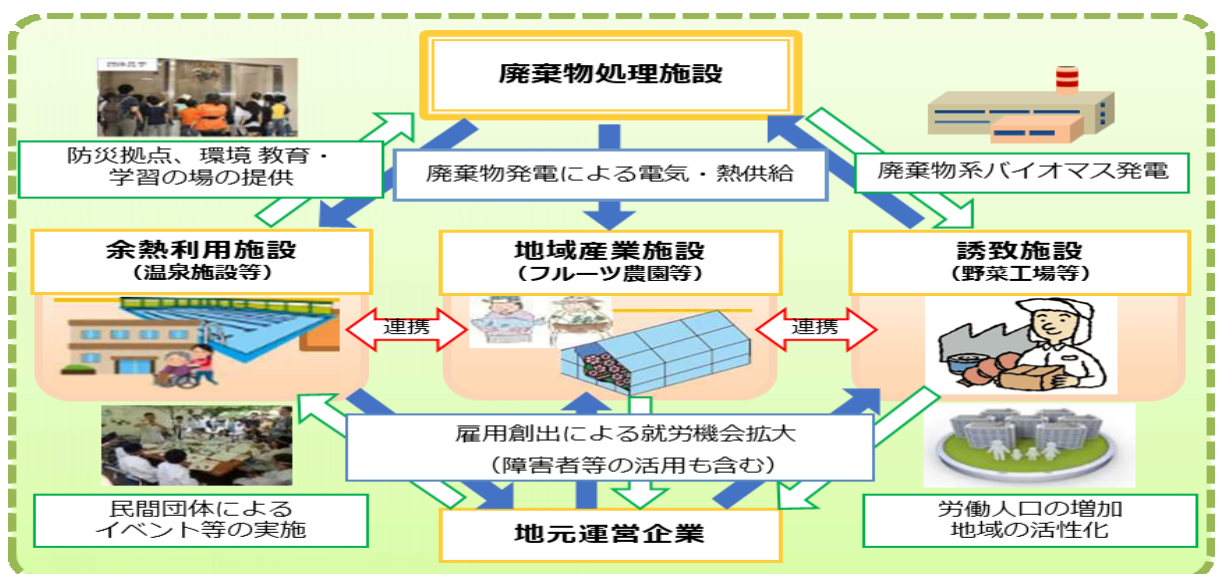 廃棄物処理施設
防災拠点、環境 教育・
学習の場の提供
廃棄物発電による電気・熱供給
廃棄物系バイオマス発電
余熱利用施設
（温泉施設等）
地域産業施設
（フルーツ農園等）
誘致施設
（野菜工場等）
連携
連携
雇用創出による就労機会拡大
（障害者等の活用も含む）
民間団体による
イベント等の実施
地元運営企業
労働人口の増加
地域の活性化